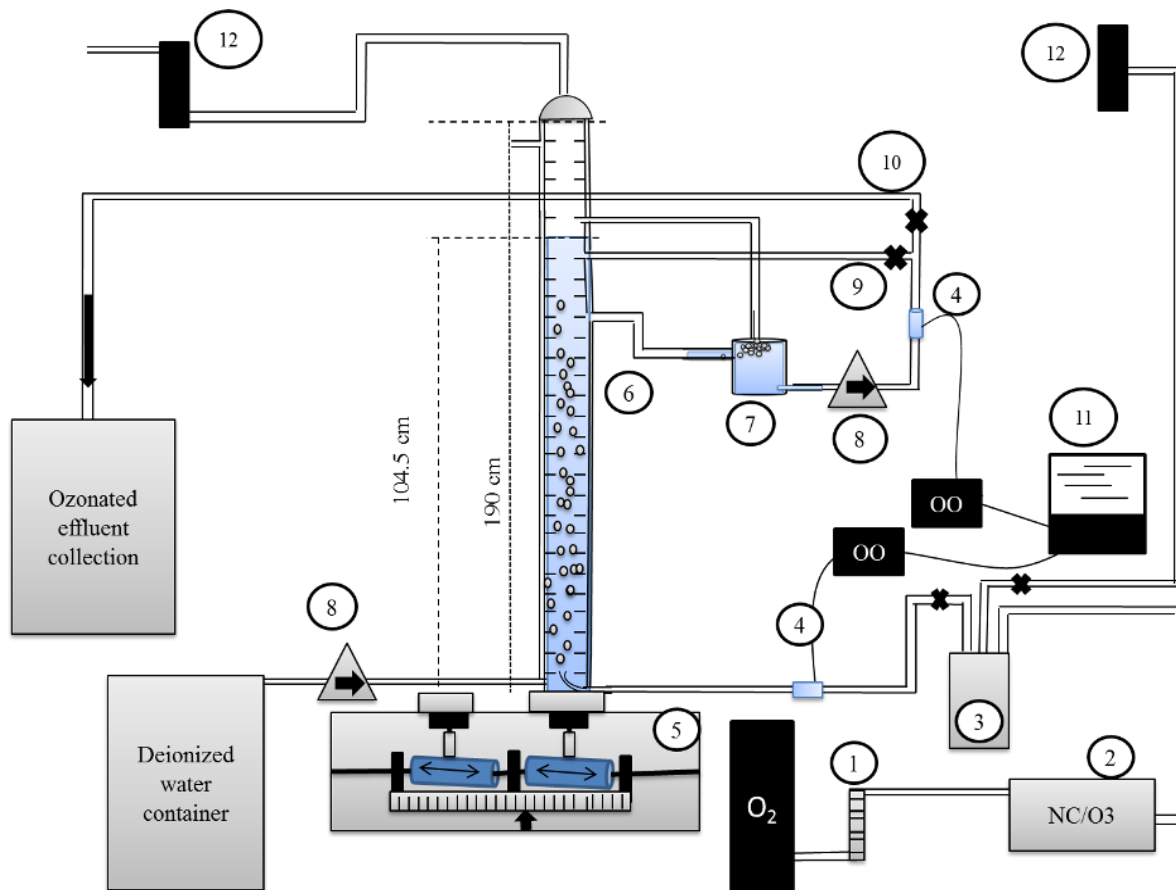 12
12
10
9
4
6
7
8
11
104.5 cm
190 cm
Ozonated
effluent
collection
OO
OO
8
4
Deionized
water
container
5
3
1
2
O₂
NC/O3